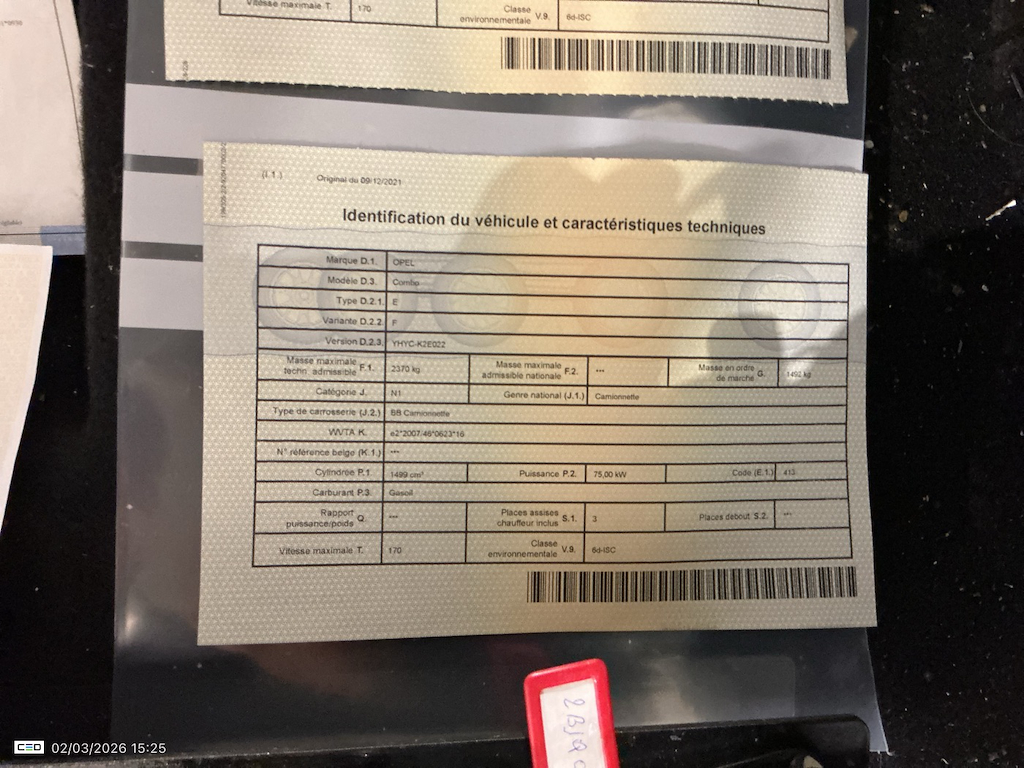 Vitesse maximale T. 170 Classe environnementale V.9. 6d-ISC
(I.1.) Original du 09/12/2021
Identification du véhicule et caractéristiques techniques
Marque D.1. OPEL
Modèle D.3. Combo
Type D.2.1. E
Variante D.2.2. F
Version D.2.3. YHYC-K2E022
Masse maximale techn. admissible F.1. 2370 kg Masse maximale admissible nationale F.2. *** Masse en ordre de marche G. 1492 kg
Catégorie J. N1 Genre national (J.1.) Camionnette
Type de carrosserie (J.2.) BB Camionnette
WVTA K. e2*2007/46*0623*16
N° référence belge (K.1.) ***
Cylindrée P.1. 1499 cm³ Puissance P.2. 75,00 kW Code (E.1.) 413
Carburant P.3. Gasoil
Rapport puissance/poids Q. *** Places assises chauffeur inclus S.1. 3 Places debout S.2. ***
Vitesse maximale T. 170 Classe environnementale V.9. 6d-ISC
CEO 02/03/2026 15:25